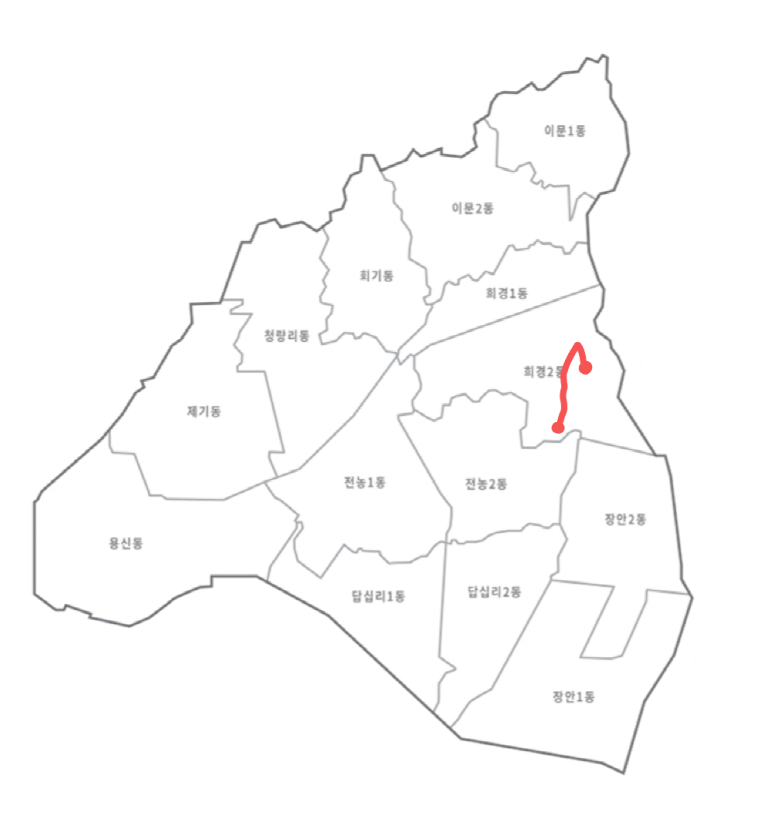 이문1동
이문2동
회기동
휘경1동
청량리동
휘경2동
제기동
전농1동
전농2동
장안2동
용신동
답십리1동
답십리2동
장안1동